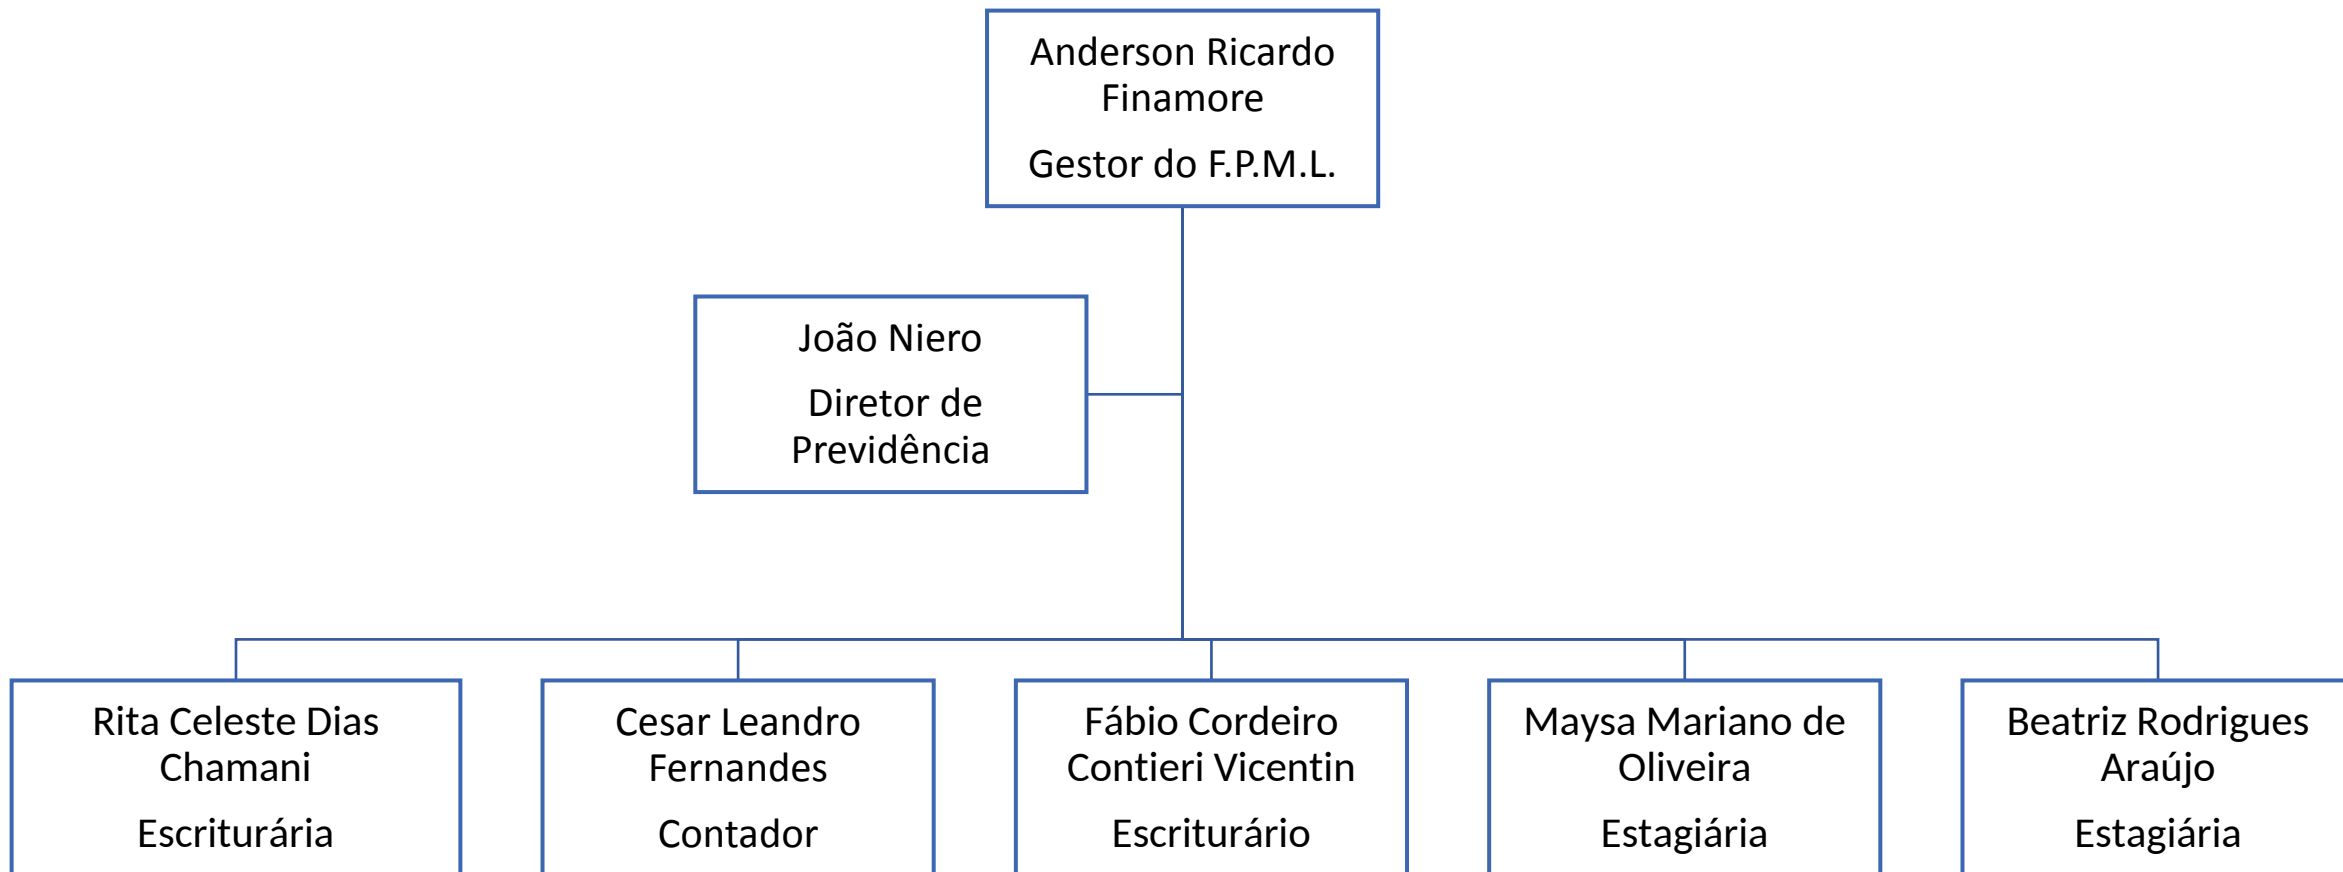 Anderson Ricardo
Finamore
Gestor do F.P.M.L.
João Niero
Diretor de
Previdência
Rita Celeste Dias
Chamani
Escriturária
Cesar Leandro
Fernandes
Contador
Fábio Cordeiro
Contieri Vicentin
Escriturário
Maysa Mariano de
Oliveira
Estagiária
Beatriz Rodrigues
Araújo
Estagiária